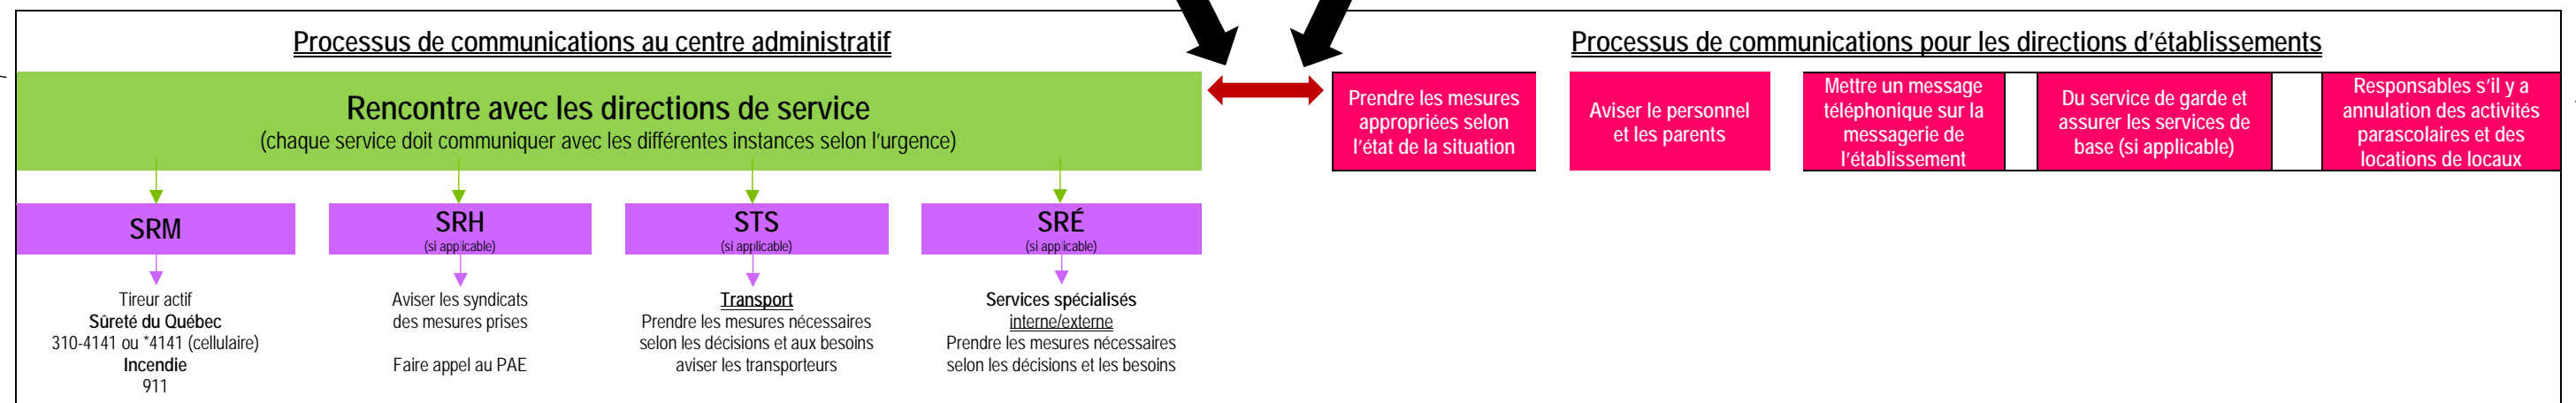 Processus de communications au centre administratif
Rencontre avec les directions de service
(chaque service doit communiquer avec les différentes instances selon l'urgence)
SRM
Tireur actif
Sûreté du Québec
310-4141 ou *4141 (cellulaire)
Incendie
911
SRH
(si applicable)
Aviser les syndicats
des mesures prises
Faire appel au PAE
STS
(si applicable)
Transport
Prendre les mesures nécessaires
selon les décisions et aux besoins
aviser les transporteurs
SRÉ
(si applicable)
Services spécialisés
interne/externe
Prendre les mesures nécessaires
selon les décisions et les besoins
Processus de communications pour les directions d'établissements
Prendre les mesures
appropriées selon
l'état de la situation
Aviser le personnel
et les parents
Mettre un message
téléphonique sur la
messagerie de
l'établissement
Du service de garde et
assurer les services de
base (si applicable)
Responsables s'il y a
annulation des activités
parascolaires et des
locations de locaux